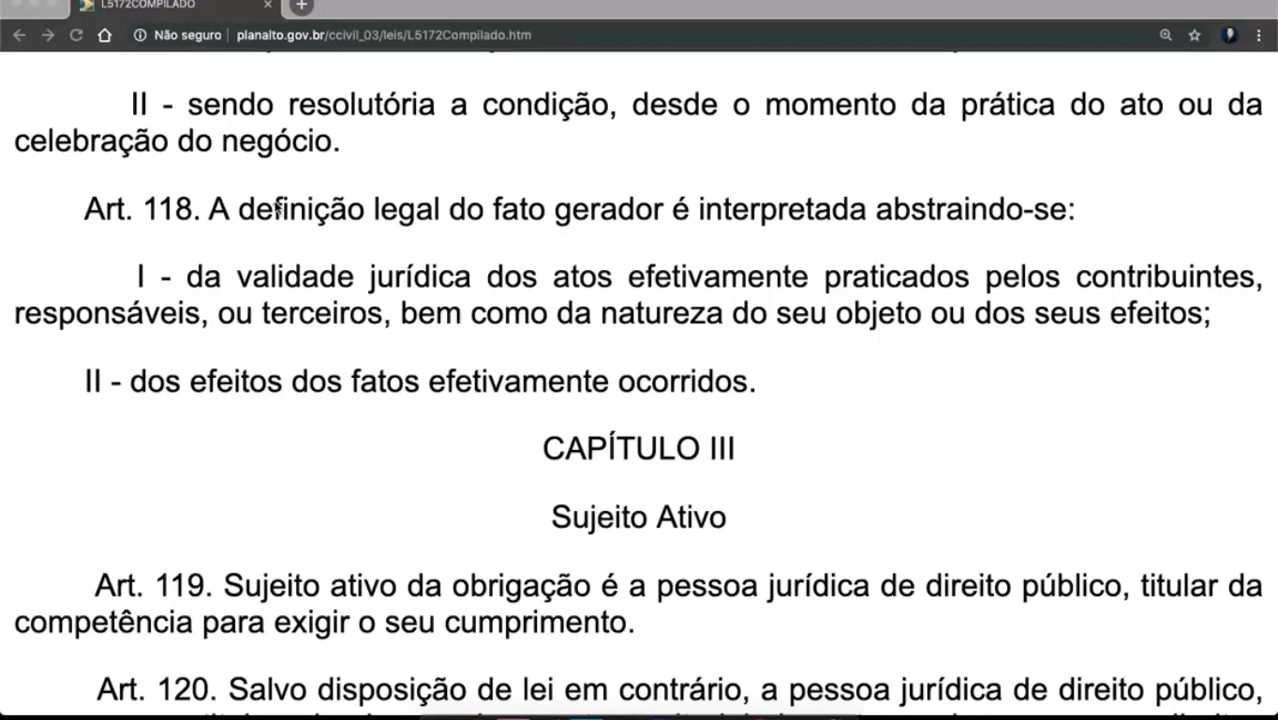 L5172COMPILADO
Não seguro planalto.gov.br/ccivil_03/leis/L5172Compilado.htm
II - sendo resolutória a condição, desde o momento da prática do ato ou da
celebração do negócio.
Art. 118. A definição legal do fato gerador é interpretada abstraindo-se:
I - da validade jurídica dos atos efetivamente praticados pelos contribuintes,
responsáveis, ou terceiros, bem como da natureza do seu objeto ou dos seus efeitos;
II - dos efeitos dos fatos efetivamente ocorridos.
CAPÍTULO III
Sujeito Ativo
Art. 119. Sujeito ativo da obrigação é a pessoa jurídica de direito público, titular da
competência para exigir o seu cumprimento.
Art. 120. Salvo disposição de lei em contrário, a pessoa jurídica de direito público,